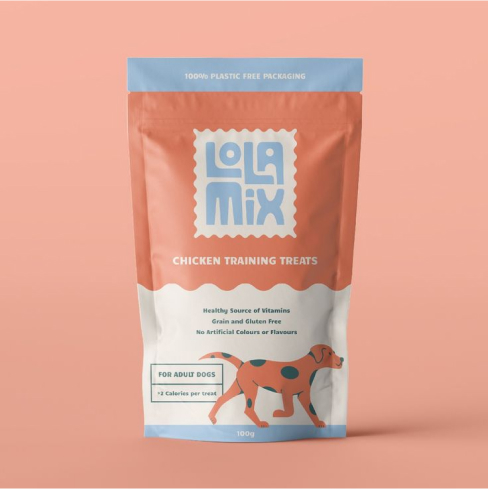 100% PLASTIC FREE PACKAGING
LOLA
MIX
CHICKEN TRAINING TREATS
Healthy Source of Vitamins
Grain and Gluten Free
No Artificial Colours or Flavours
FOR ADULT DOGS
*3 Calories per treat
100g